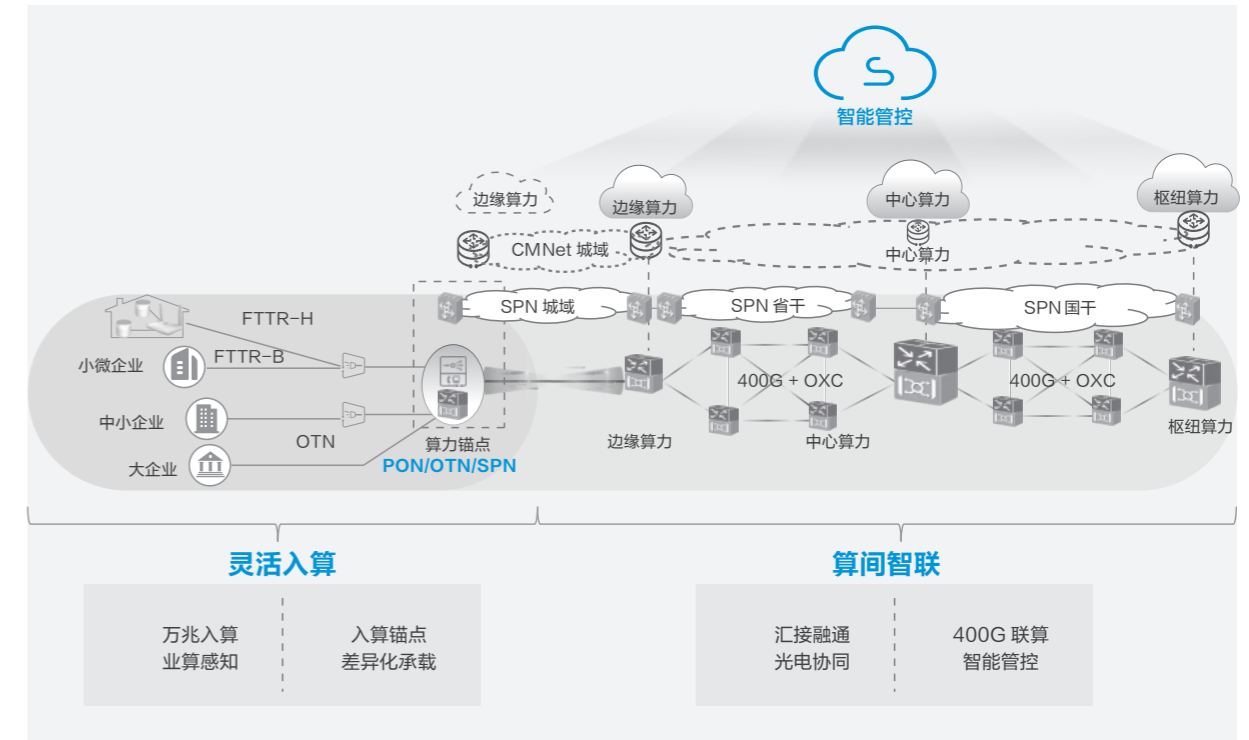 智能管控
边缘算力
边缘算力
中心算力
枢纽算力
CMNet 城域
中心算力
SPN 城域
SPN 省干
SPN 国干
FTTR-H
小微企业
FTTR-B
400G + OXC
400G + OXC
中小企业
OTN
大企业
算力锚点
PON/OTN/SPN
边缘算力
中心算力
枢纽算力
灵活入算
算间智联
万兆入算
业算感知
入算锚点
差异化承载
汇接融通
光电协同
400G 联算
智能管控